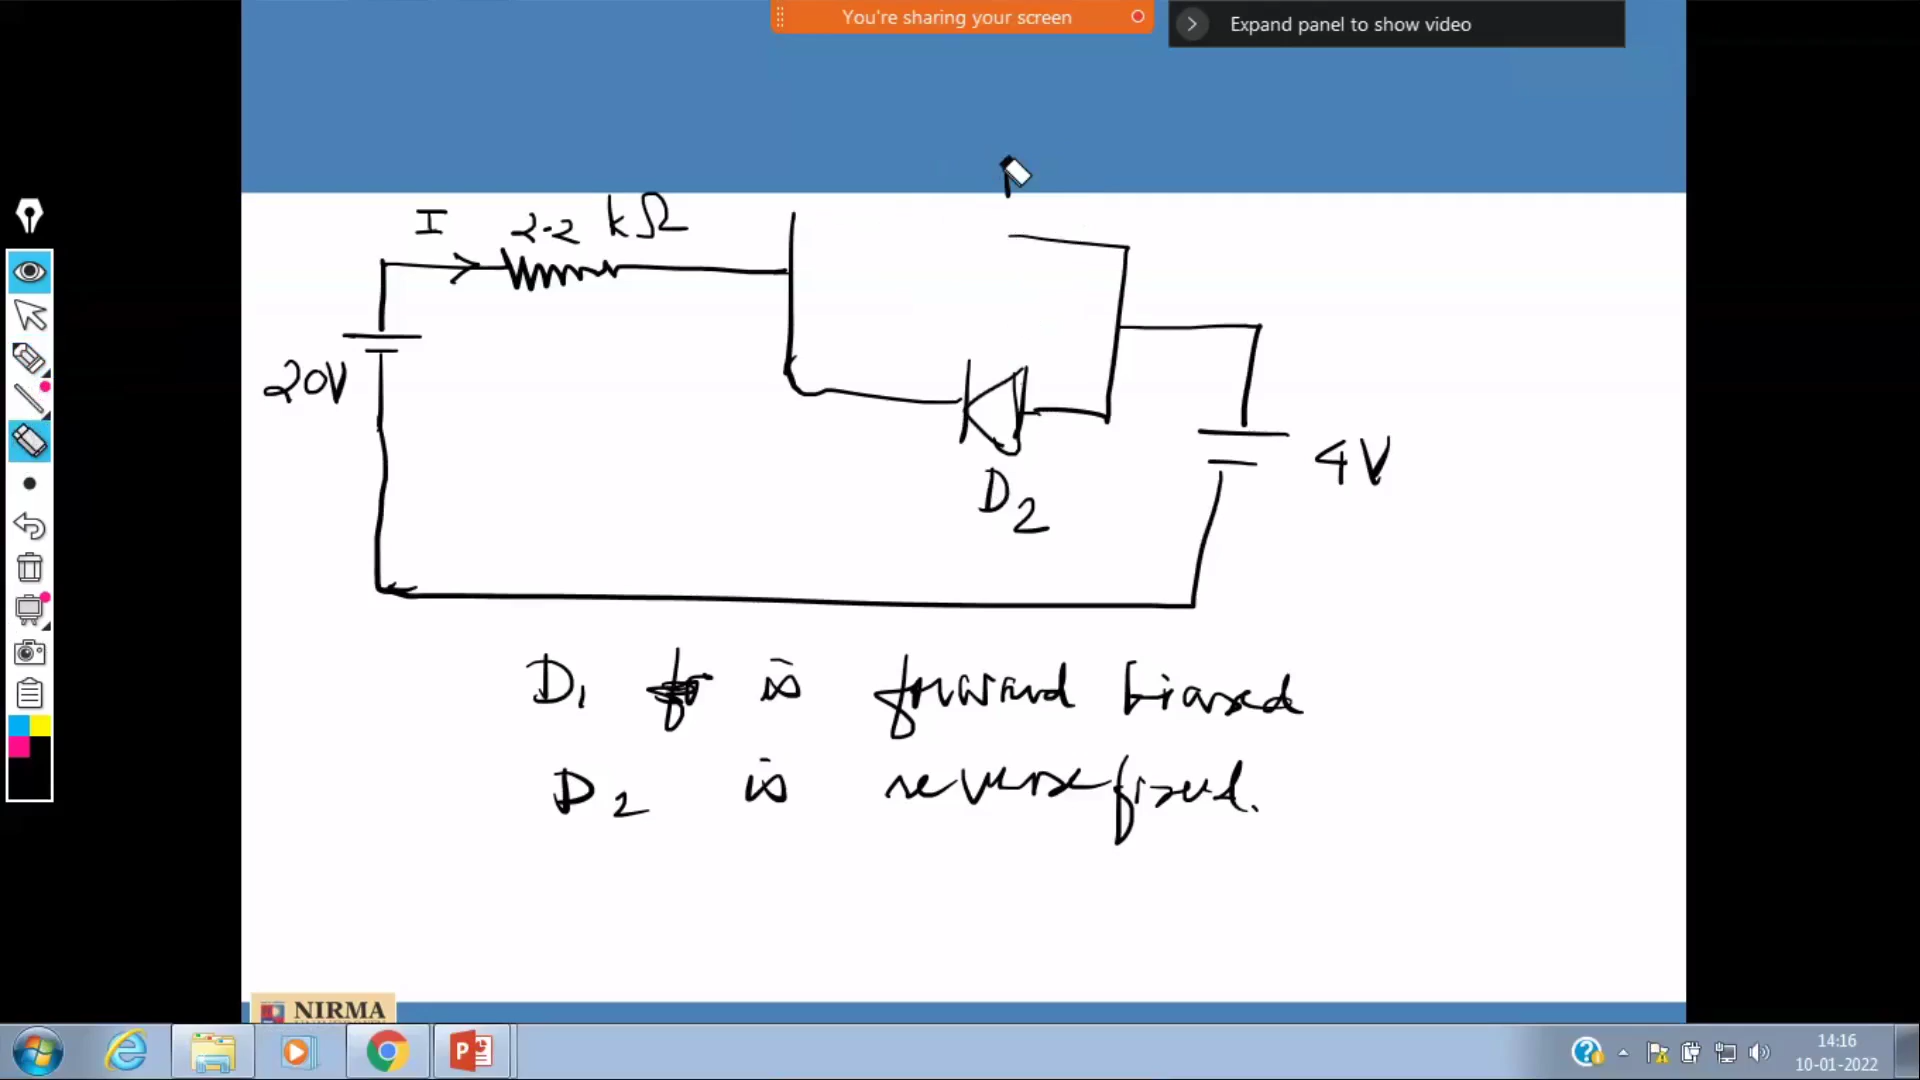 You're sharing your screen
Expand panel to show video
I 2.2 kΩ
20V
4V
D2
D1 is forward biased
D2 is reverse
NIRMA
14:16
10-01-2022